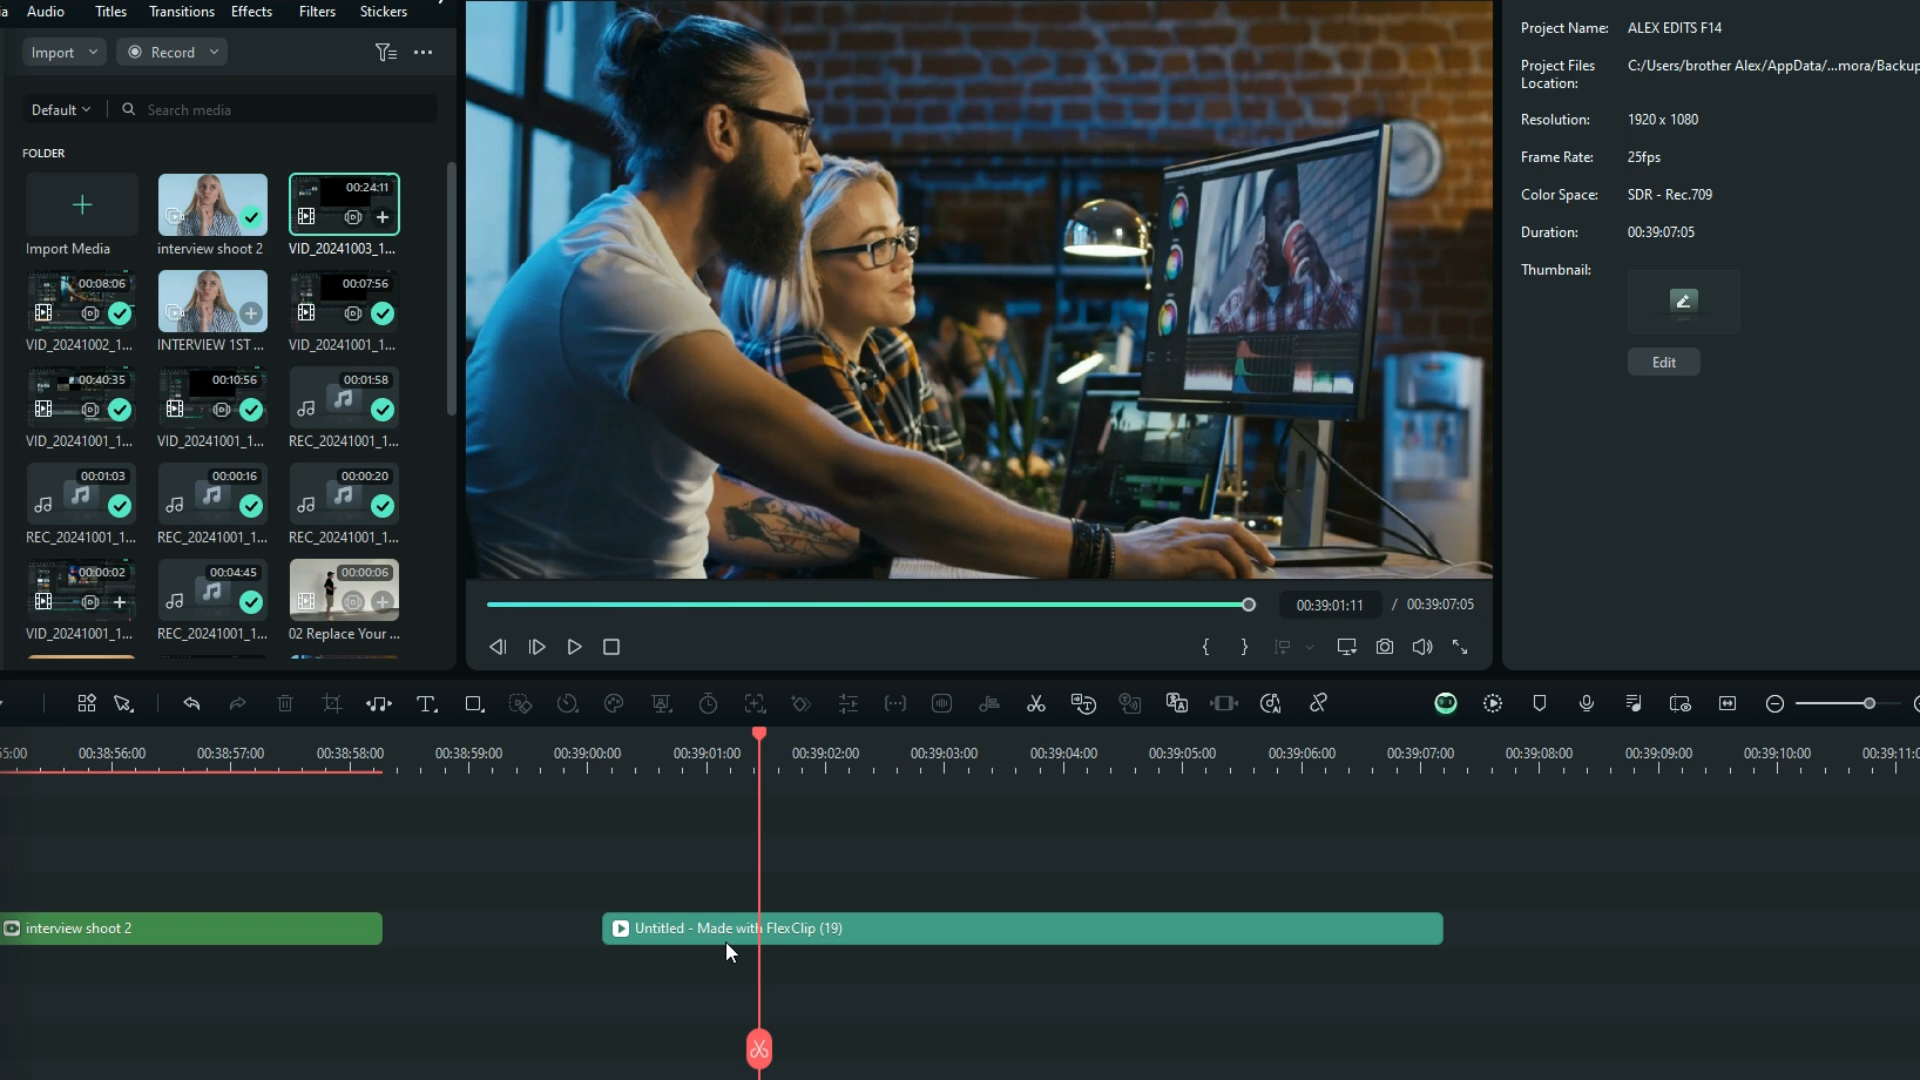 Audio Titles Transitions Effects Filters Stickers
Import Record
Default Search media
FOLDER
00:24:11
Import Media interview shoot 2 VID_20241003_1...
00:08:06 00:07:56
VID_20241002_1... INTERVIEW 1ST ... VID_20241001_1...
00:40:35 00:10:56 00:01:58
VID_20241001_1... VID_20241001_1... REC_20241001_1...
00:01:03 00:00:16 00:00:20
REC_20241001_1... REC_20241001_1... REC_20241001_1...
00:00:02 00:04:45 00:00:06
VID_20241001_1... REC_20241001_1... 02 Replace Your ...
00:39:01:11 / 00:39:07:05
Project Name: ALEX EDITS F14
Project Files Location: C:/Users/brother Alex/AppData/...mora/Backup
Resolution: 1920 x 1080
Frame Rate: 25fps
Color Space: SDR - Rec.709
Duration: 00:39:07:05
Thumbnail:
Edit
55:00 00:38:56:00 00:38:57:00 00:38:58:00 00:38:59:00 00:39:00:00 00:39:01:00 00:39:02:00 00:39:03:00 00:39:04:00 00:39:05:00 00:39:06:00 00:39:07:00 00:39:08:00 00:39:09:00 00:39:10:00 00:39:11:0
interview shoot 2 Untitled - Made with FlexClip (19)